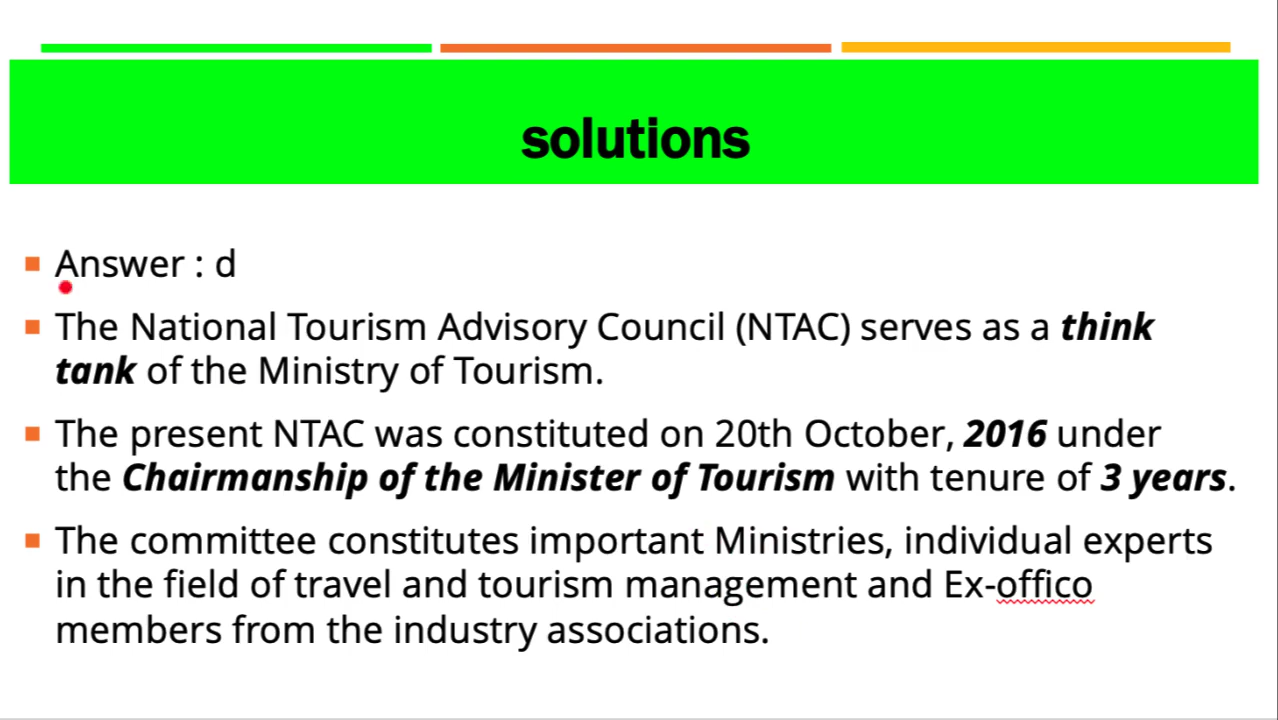 solutions
Answer : d
The National Tourism Advisory Council (NTAC) serves as a think
tank of the Ministry of Tourism.
The present NTAC was constituted on 20th October, 2016 under
the Chairmanship of the Minister of Tourism with tenure of 3 years.
The committee constitutes important Ministries, individual experts
in the field of travel and tourism management and Ex-offico
members from the industry associations.